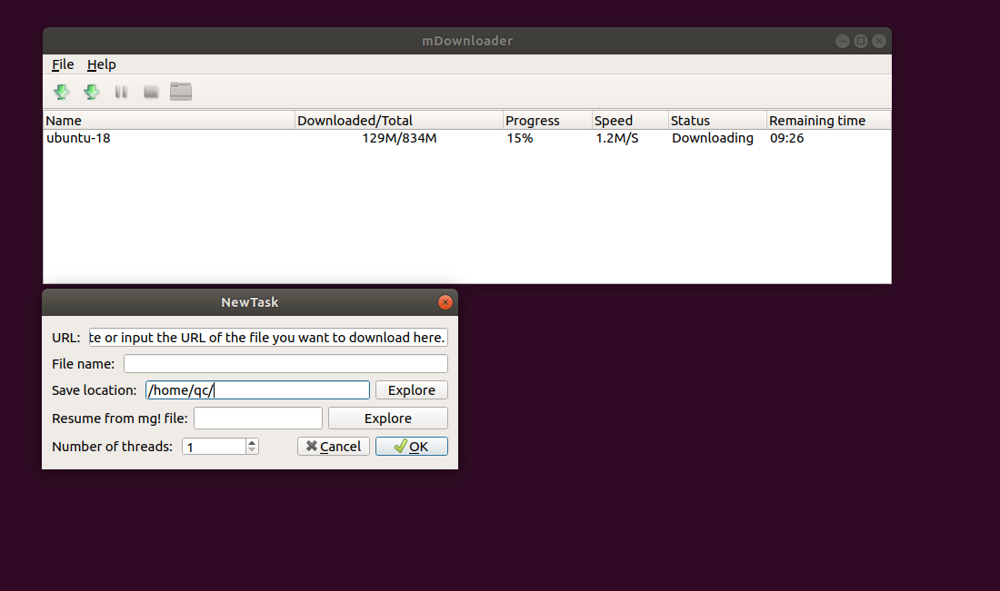 mDownloader
File Help
Name Downloaded/Total Progress Speed Status Remaining time
ubuntu-18 129M/834M 15% 1.2M/S Downloading 09:26
NewTask
URL: te or input the URL of the file you want to download here.
File name:
Save location: /home/qc/ Explore
Resume from mg! file: Explore
Number of threads: 1 Cancel OK